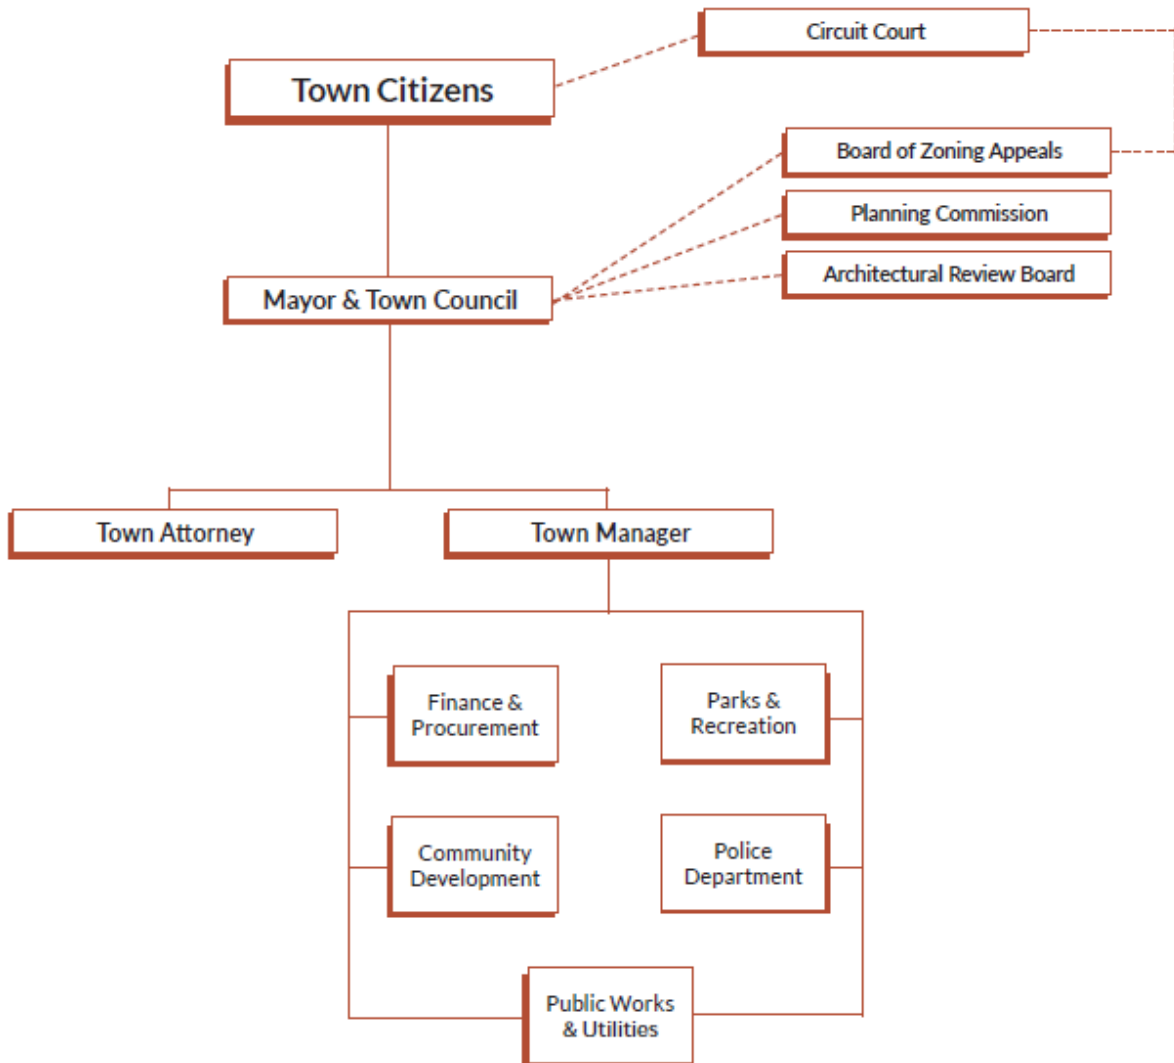 Circuit Court
Town Citizens
Board of Zoning Appeals
Planning Commission
Architectural Review Board
Mayor & Town Council
Town Attorney
Town Manager
Finance &
Procurement
Parks &
Recreation
Community
Development
Police
Department
Public Works
& Utilities